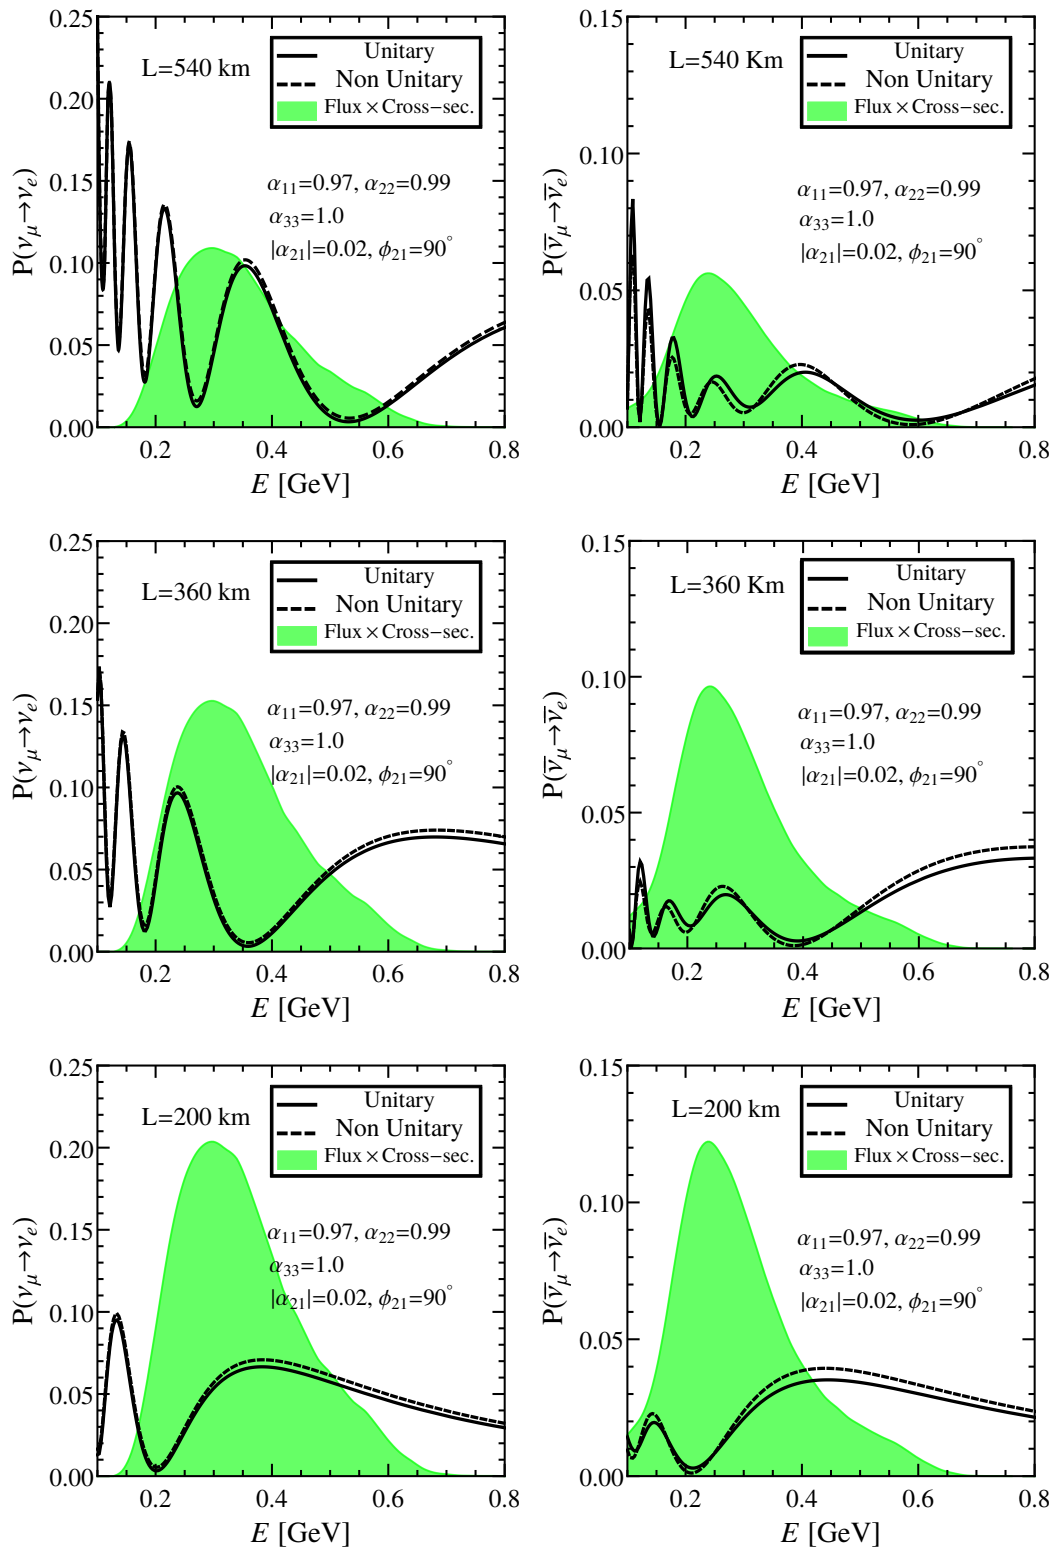 0.25
0.20
0.15
0.10
0.05
0.00
P(ν_μ→ν_e)
L=540 km
Unitary
Non Unitary
Flux×Cross−sec.
α₁₁=0.97, α₂₂=0.99
α₃₃=1.0
|α₂₁|=0.02, ϕ₂₁=90°
0.2 0.4 0.6 0.8
E [GeV]
0.15
0.10
0.05
0.00
P(ν̅_μ→ν̅_e)
L=540 Km
Unitary
Non Unitary
Flux×Cross−sec.
α₁₁=0.97, α₂₂=0.99
α₃₃=1.0
|α₂₁|=0.02, ϕ₂₁=90°
0.2 0.4 0.6 0.8
E [GeV]
0.25
0.20
0.15
0.10
0.05
0.00
P(ν_μ→ν_e)
L=360 km
Unitary
Non Unitary
Flux×Cross−sec.
α₁₁=0.97, α₂₂=0.99
α₃₃=1.0
|α₂₁|=0.02, ϕ₂₁=90°
0.2 0.4 0.6 0.8
E [GeV]
0.15
0.10
0.05
0.00
P(ν̅_μ→ν̅_e)
L=360 Km
Unitary
Non Unitary
Flux×Cross−sec.
α₁₁=0.97, α₂₂=0.99
α₃₃=1.0
|α₂₁|=0.02, ϕ₂₁=90°
0.2 0.4 0.6 0.8
E [GeV]
0.25
0.20
0.15
0.10
0.05
0.00
P(ν_μ→ν_e)
L=200 km
Unitary
Non Unitary
Flux×Cross−sec.
α₁₁=0.97, α₂₂=0.99
α₃₃=1.0
|α₂₁|=0.02, ϕ₂₁=90°
0.2 0.4 0.6 0.8
E [GeV]
0.15
0.10
0.05
0.00
P(ν̅_μ→ν̅_e)
L=200 km
Unitary
Non Unitary
Flux×Cross−sec.
α₁₁=0.97, α₂₂=0.99
α₃₃=1.0
|α₂₁|=0.02, ϕ₂₁=90°
0.2 0.4 0.6 0.8
E [GeV]